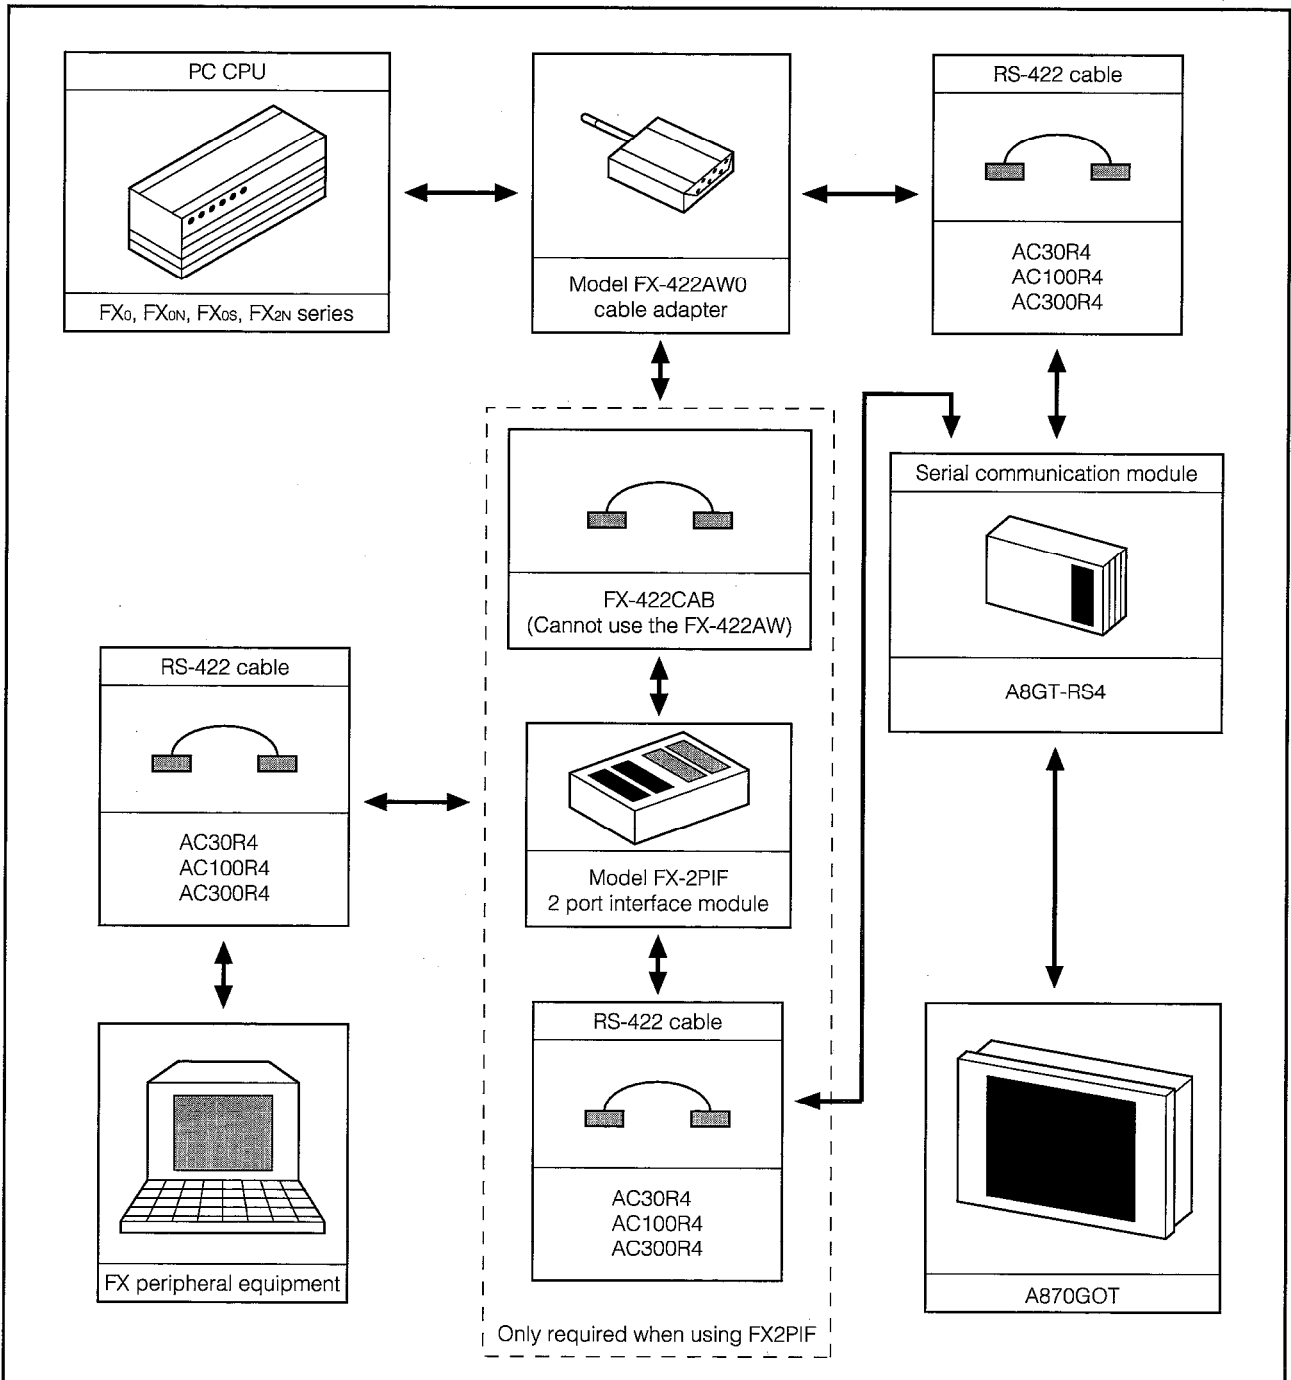 PC CPU
FX0, FX0N, FX0S, FX2N series
Model FX-422AW0
cable adapter
RS-422 cable
AC30R4
AC100R4
AC300R4
FX-422CAB
(Cannot use the FX-422AW)
Serial communication module
A8GT-RS4
RS-422 cable
AC30R4
AC100R4
AC300R4
Model FX-2PIF
2 port interface module
RS-422 cable
AC30R4
AC100R4
AC300R4
FX peripheral equipment
A870GOT
Only required when using FX2PIF